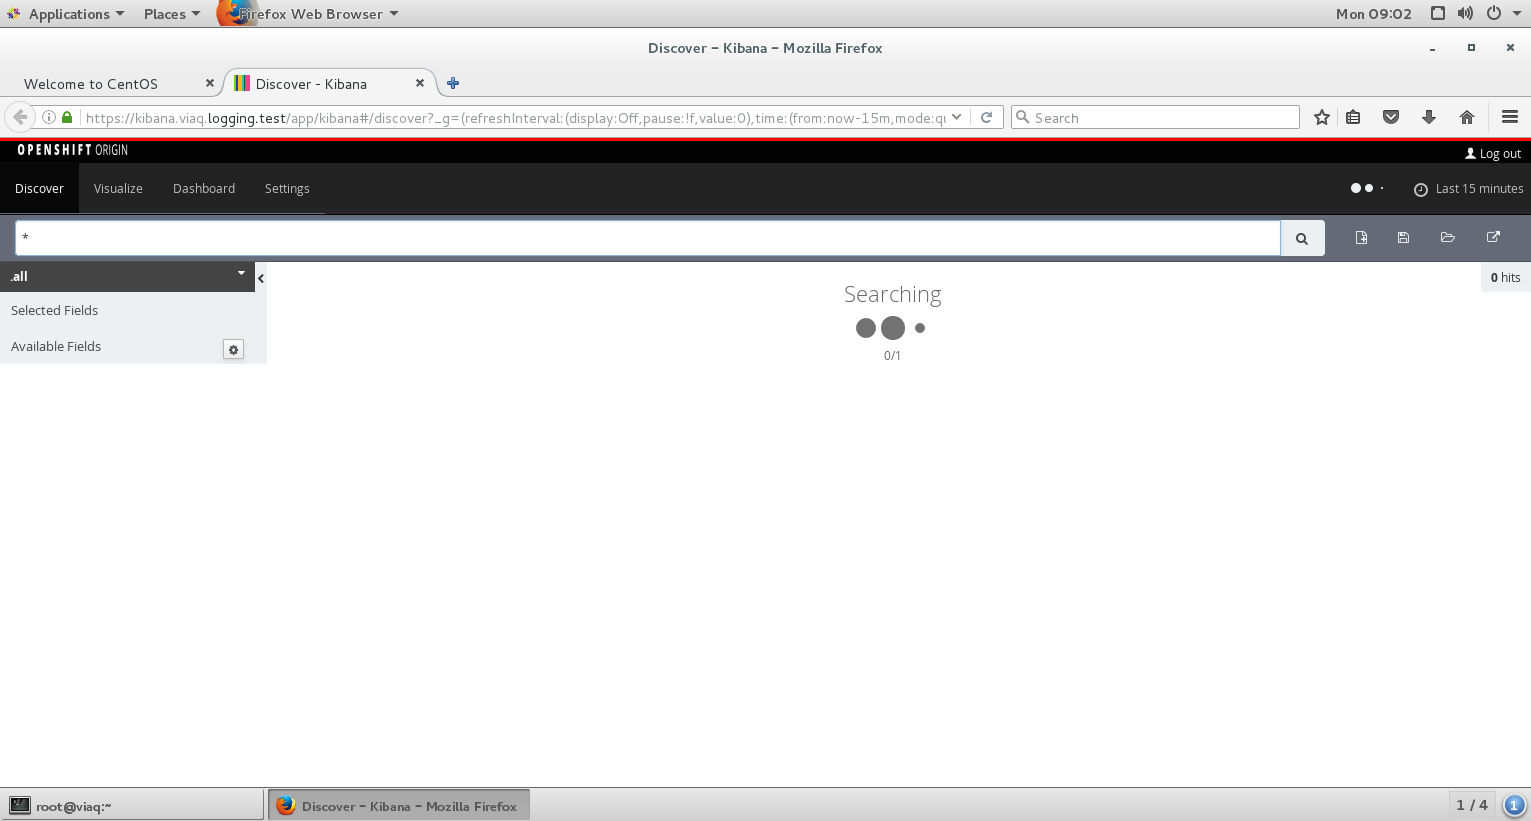 Applications Places Firefox Web Browser Mon 09:02
Discover - Kibana - Mozilla Firefox
Welcome to CentOS Discover - Kibana
https://kibana.viaq.logging.test/app/kibana#/discover?_g=(refreshInterval:(display:Off,pause:!f,value:0),time:(from:now-15m,mode:qu Search
OPENSHIFT ORIGIN Log out
Discover Visualize Dashboard Settings Last 15 minutes
*
.all 0 hits
Searching
Selected Fields
Available Fields
0/1
root@viaq:~ Discover - Kibana - Mozilla Firefox 1 / 4 1